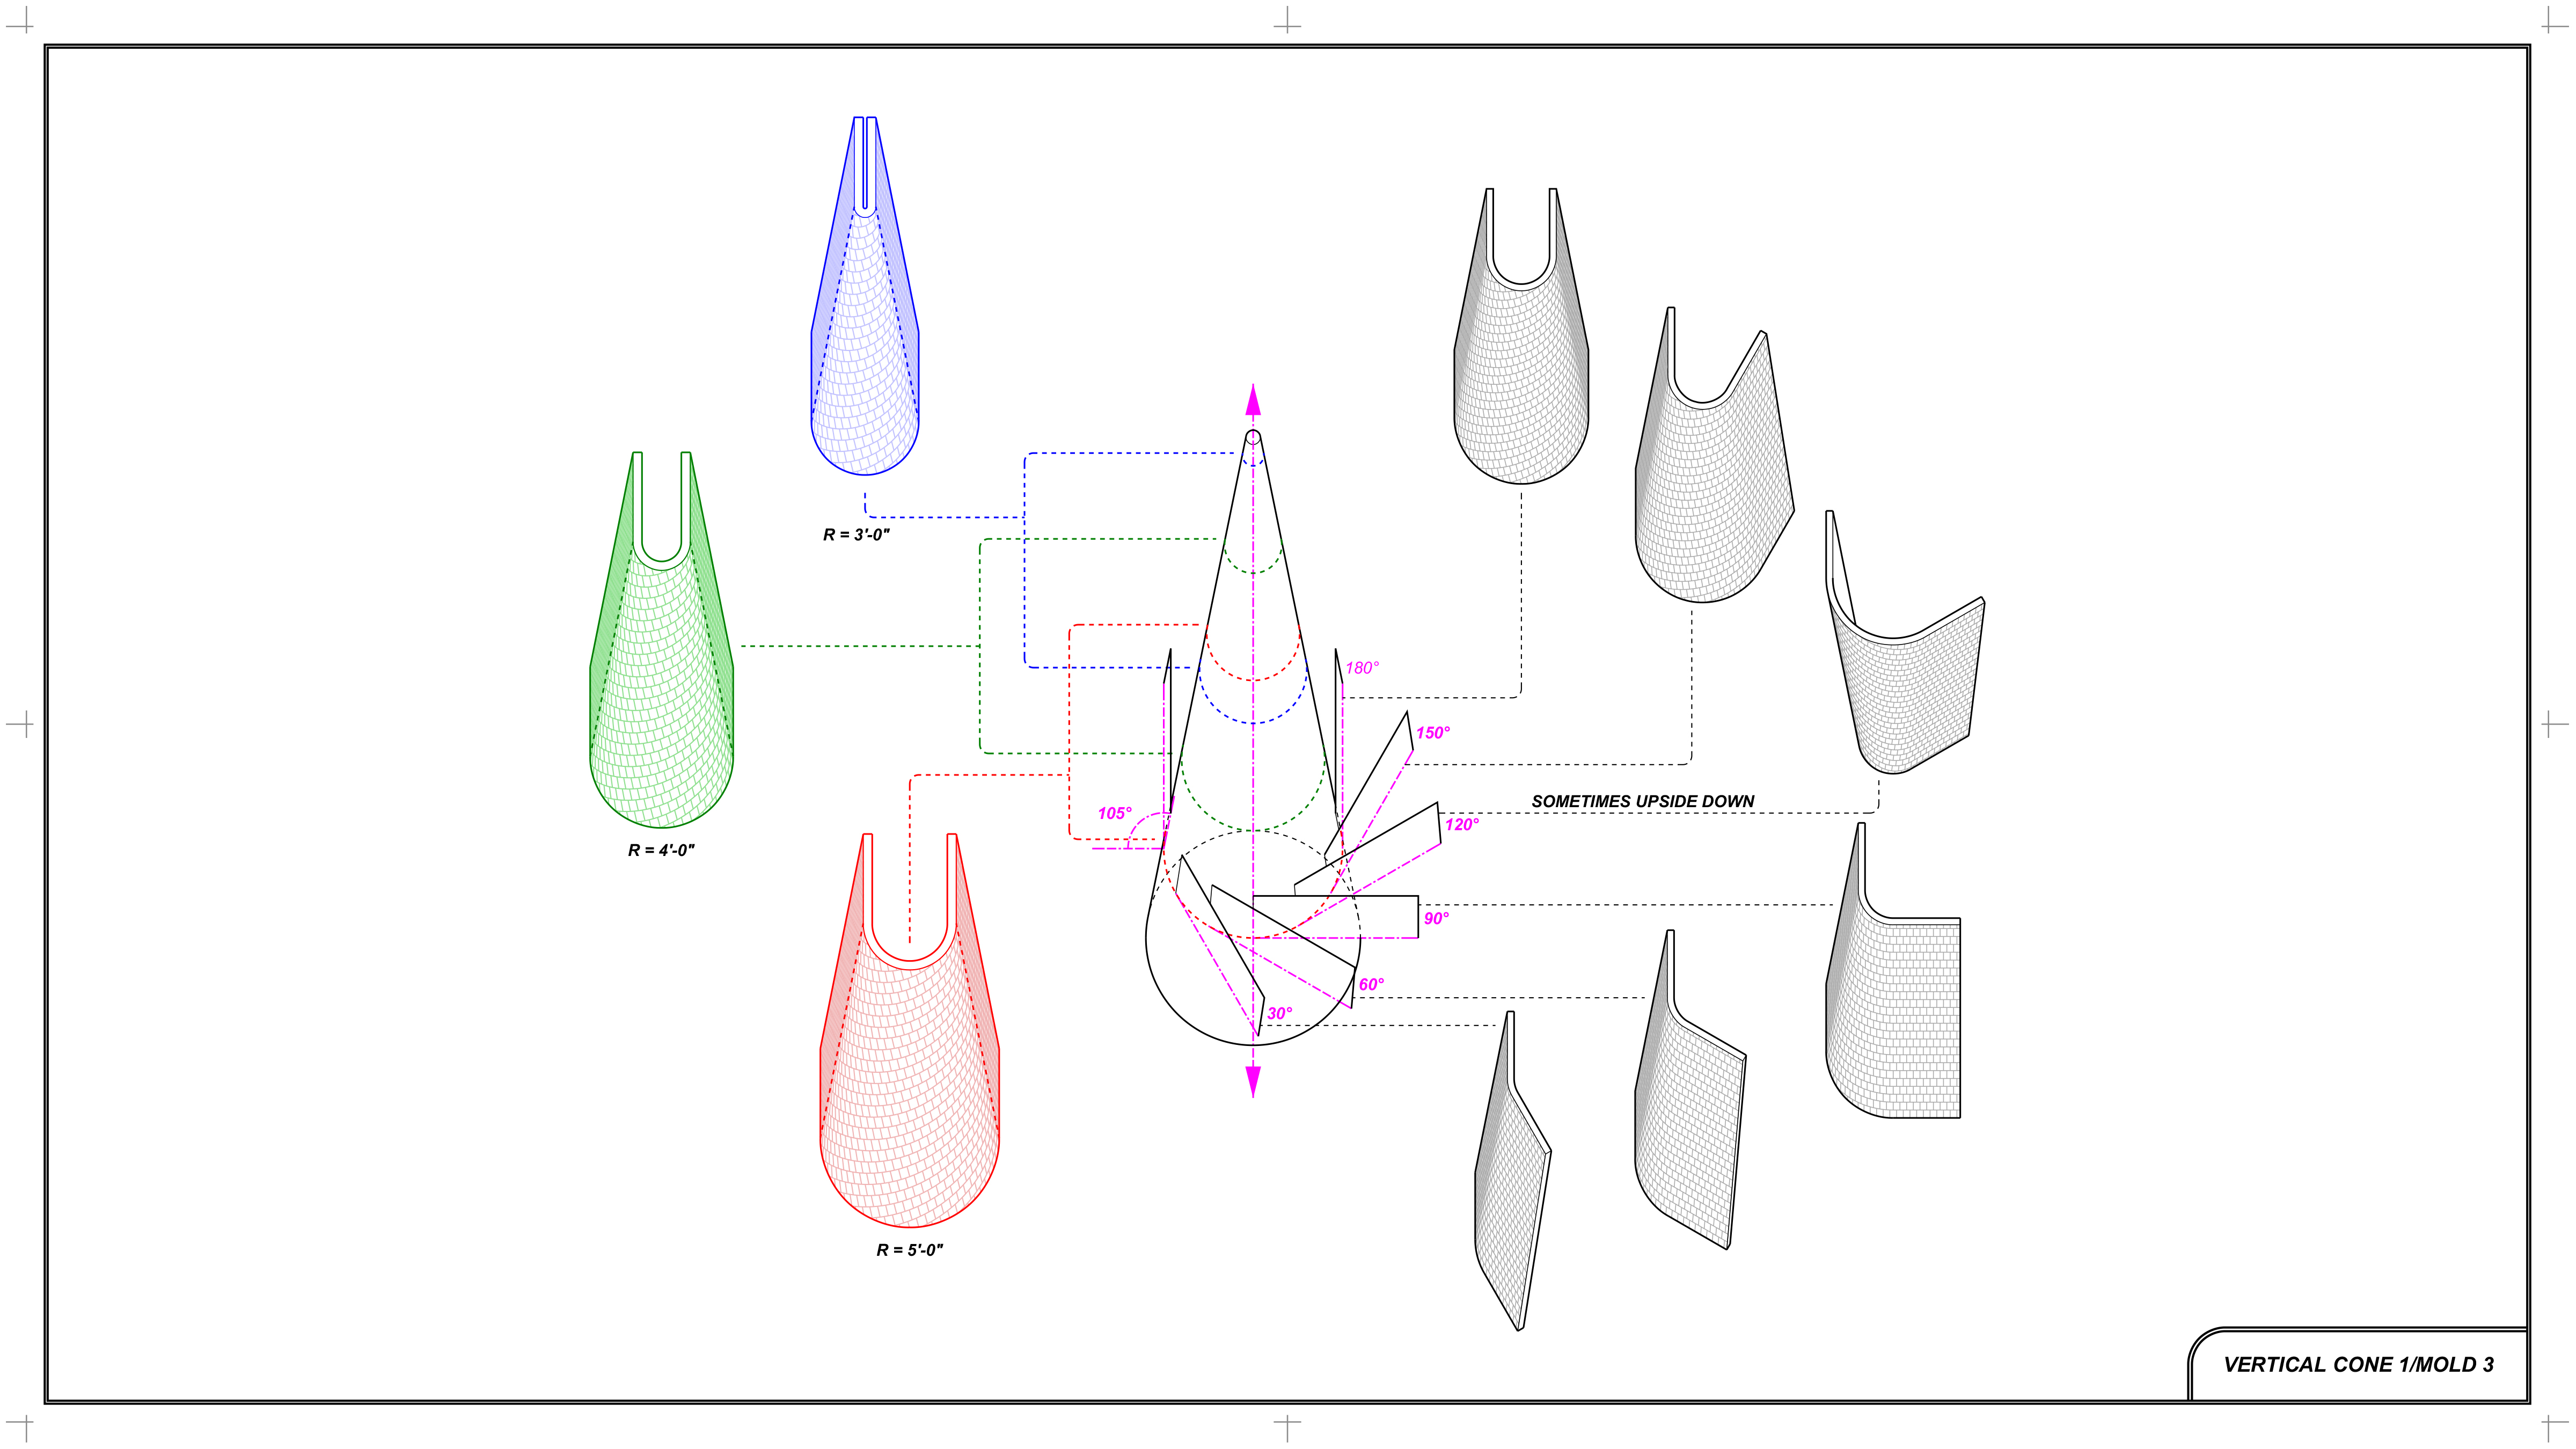 R = 3'-0"
180°
150°
SOMETIMES UPSIDE DOWN
105°
120°
R = 4'-0"
90°
60°
30°
R = 5'-0"
VERTICAL CONE 1/MOLD 3